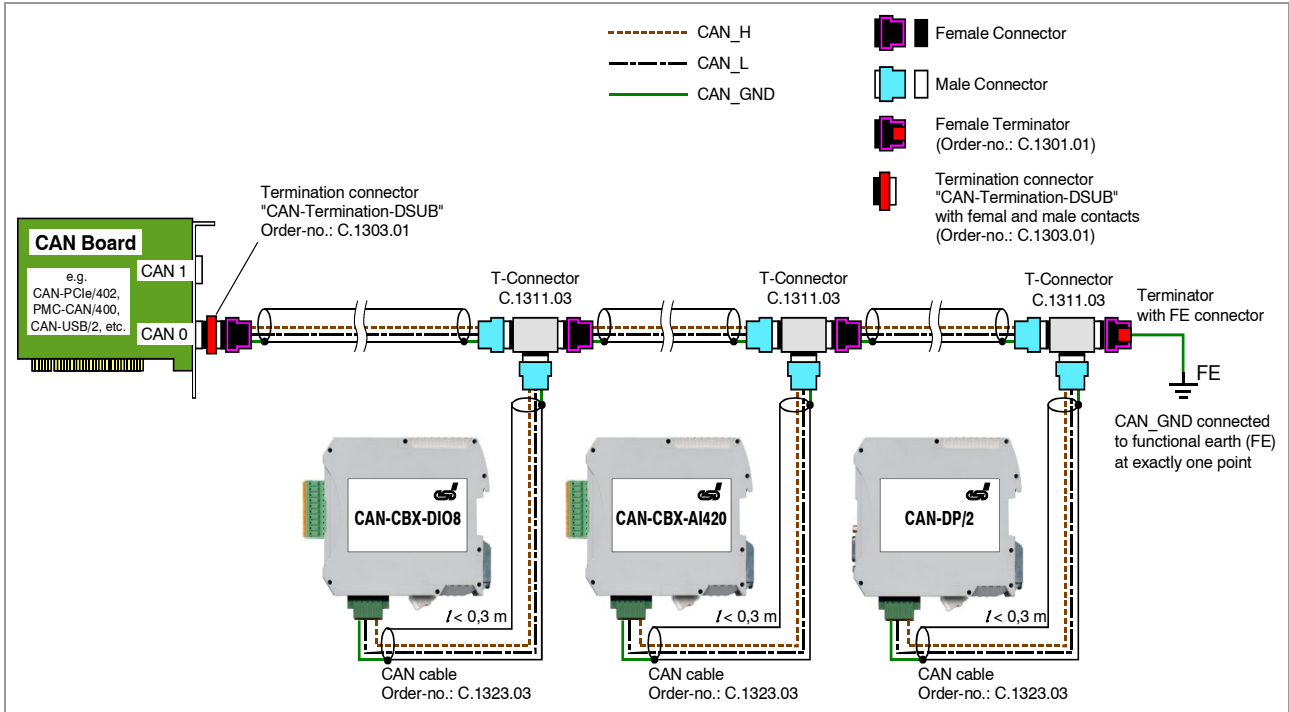 CAN_H
CAN_L
CAN_GND
Female Connector
Male Connector
Female Terminator
(Order-no.: C.1301.01)
Termination connector
"CAN-Termination-DSUB"
with femal and male contacts
(Order-no.: C.1303.01)
Termination connector
"CAN-Termination-DSUB"
Order-no.: C.1303.01
CAN Board
e.g.
CAN-PCIe/402,
PMC-CAN/400,
CAN-USB/2, etc.
CAN 1
CAN 0
T-Connector
C.1311.03
T-Connector
C.1311.03
T-Connector
C.1311.03
Terminator
with FE connector
FE
CAN_GND connected
to functional earth (FE)
at exactly one point
esd
CAN-CBX-DIO8
esd
CAN-CBX-AI420
esd
CAN-DP/2
l < 0,3 m
l < 0,3 m
l < 0,3 m
CAN cable
Order-no.: C.1323.03
CAN cable
Order-no.: C.1323.03
CAN cable
Order-no.: C.1323.03